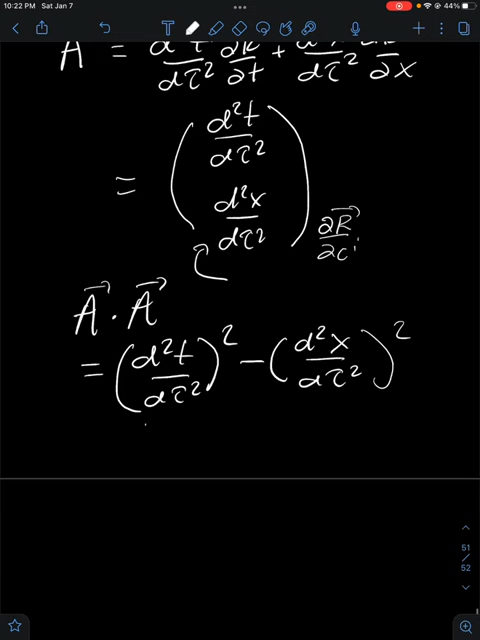 10:22 PM Sat Jan 7
44%
A = d²t/dτ² ∂R/∂t + d²x/dτ² ∂R/∂x
= (d²t/dτ²
d²x/dτ²) ∂R⃗/∂cⁱ
A⃗ · A⃗
= (d²t/dτ²)² − (d²x/dτ²)²
51
/
52